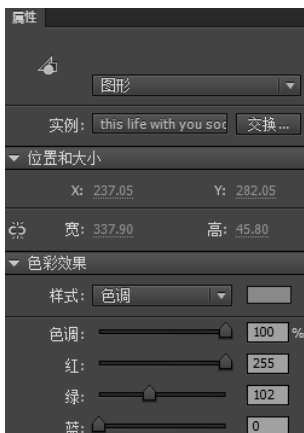 属性
图形
实例: this life with you soc 交换...
位置和大小
X: 237.05 Y: 282.05
宽: 337.90 高: 45.80
色彩效果
样式: 色调
色调: 100 %
红: 255
绿: 102
蓝: 0